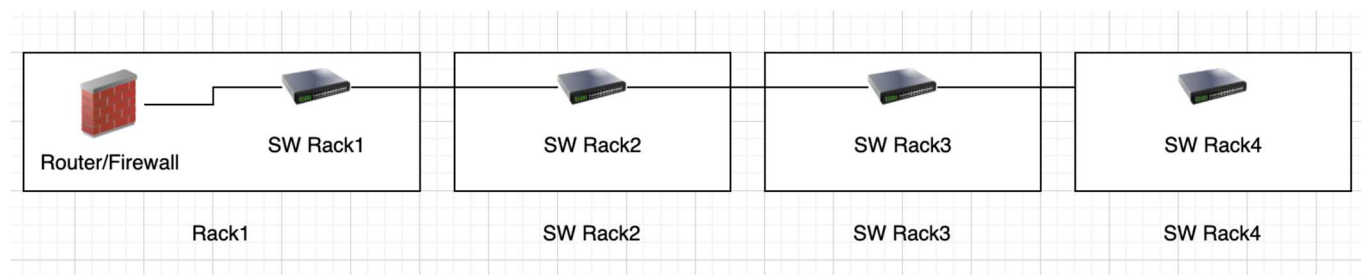 Router/Firewall
SW Rack1
SW Rack2
SW Rack3
SW Rack4
Rack1
SW Rack2
SW Rack3
SW Rack4